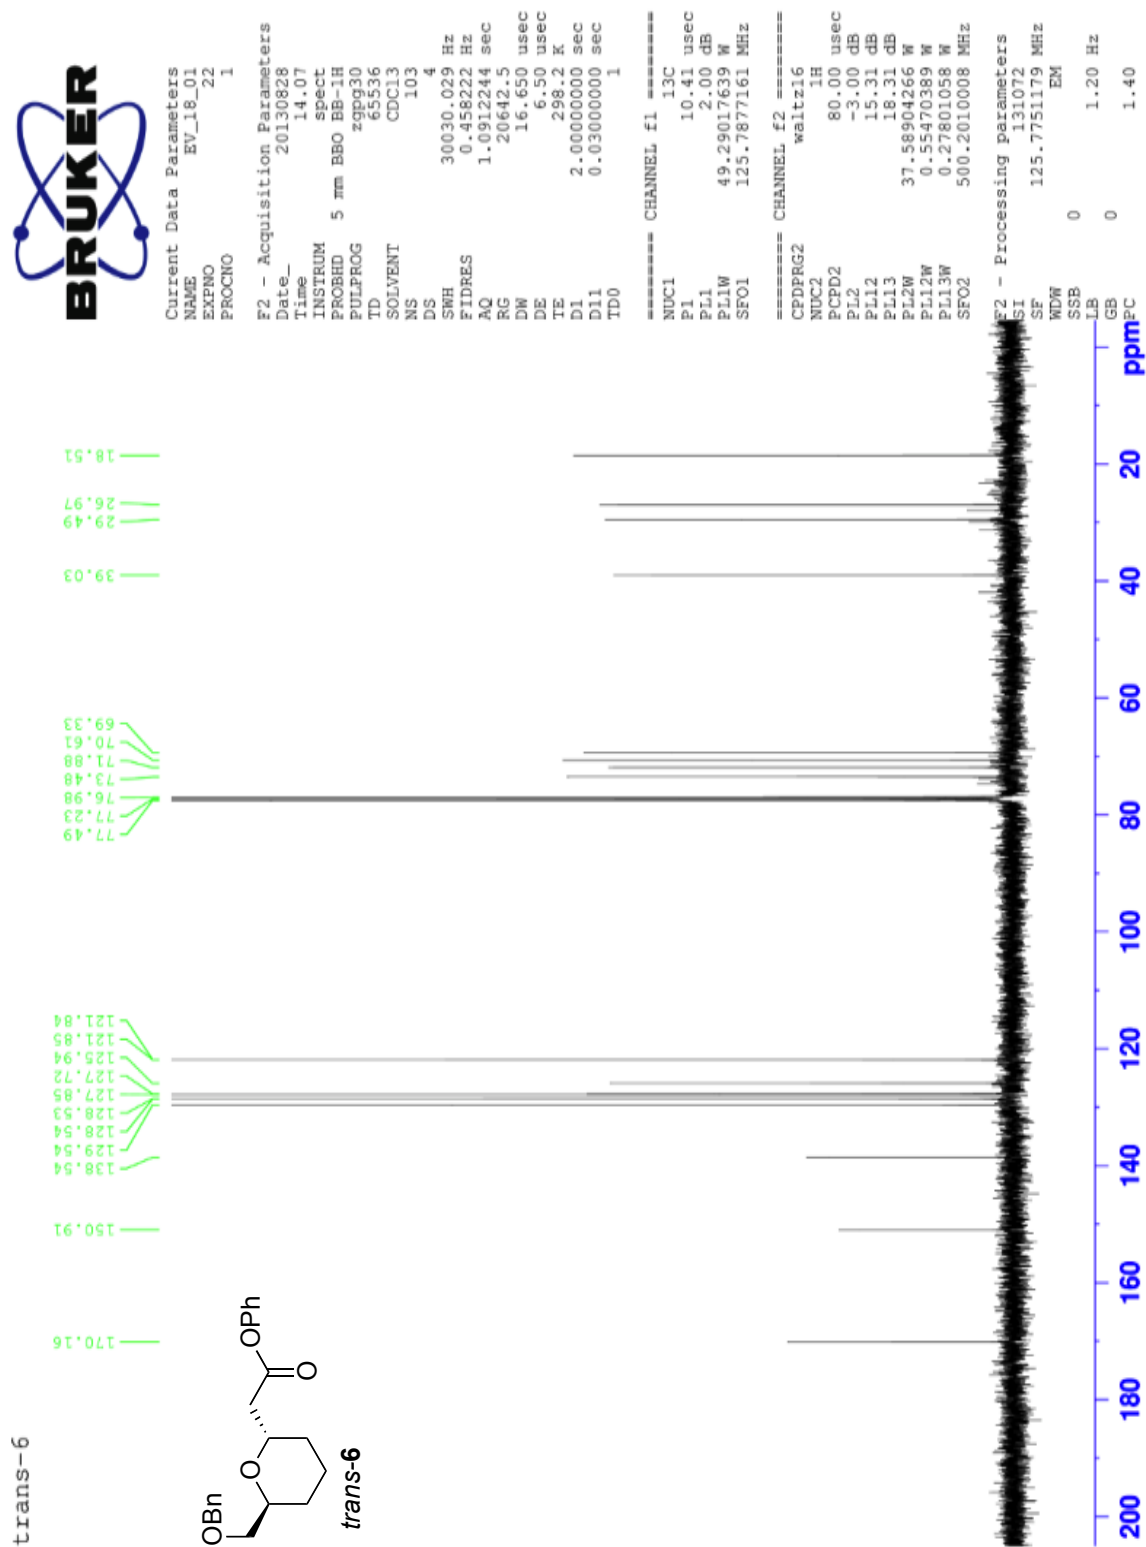 trans-6
BRUKER
Current Data Parameters
NAME EV_18_01
EXPNO 22
PROCNO 1
F2 - Acquisition Parameters
Date_ 20130828
Time 14.07
INSTRUM spect
PROBHD 5 mm BBO BB-1H
PULPROG zgpg30
TD 65536
SOLVENT CDCl3
NS 103
DS 4
SWH 30030.029 Hz
FIDRES 0.458222 Hz
AQ 1.0912244 sec
RG 20642.5
DW 16.650 usec
DE 6.50 usec
TE 298.2 K
D1 2.00000000 sec
D11 0.03000000 sec
TD0 1
======== CHANNEL f1 ========
NUC1 13C
P1 10.41 usec
PL1 2.00 dB
PL1W 49.29017639 W
SFO1 125.7877161 MHz
======== CHANNEL f2 ========
CPDPRG2 waltz16
NUC2 1H
PCPD2 80.00 usec
PL2 -3.00 dB
PL12 15.31 dB
PL13 18.31 dB
PL2W 37.58904266 W
PL12W 0.55470389 W
PL13W 0.27801058 W
SFO2 500.2010008 MHz
F2 - Processing parameters
SI 131072
SF 125.7751179 MHz
WDW EM
SSB 0
LB 1.20 Hz
GB 0
PC 1.40
170.16
150.91
138.54
129.54
128.54
128.53
127.85
127.72
125.94
121.85
121.84
77.49
77.23
76.98
73.48
71.88
70.61
69.33
39.03
29.49
26.97
18.51
OBn
O
OPh
O
trans-6
200 180 160 140 120 100 80 60 40 20 ppm